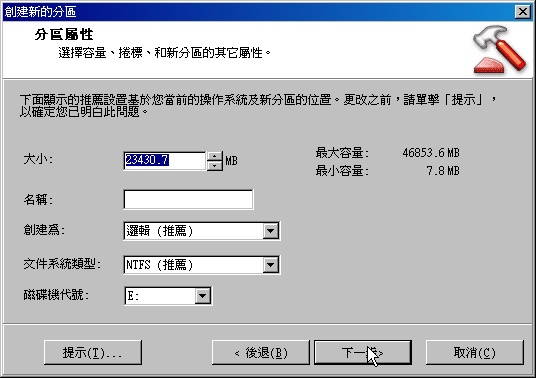 創建新的分區
分區屬性
選擇容量、捲標、和新分區的其它屬性。
下面顯示的推薦設置基於您當前的操作系統及新分區的位置。更改之前，請單擊「提示」，
以確定您已明白此問題。
大小: 23430.7 MB 最大容量: 46853.6 MB
最小容量: 7.8 MB
名稱:
創建為: 邏輯 (推薦)
文件系統類型: NTFS (推薦)
磁碟機代號: E:
提示(T)... < 後退(B) 下一 > 取消(C)